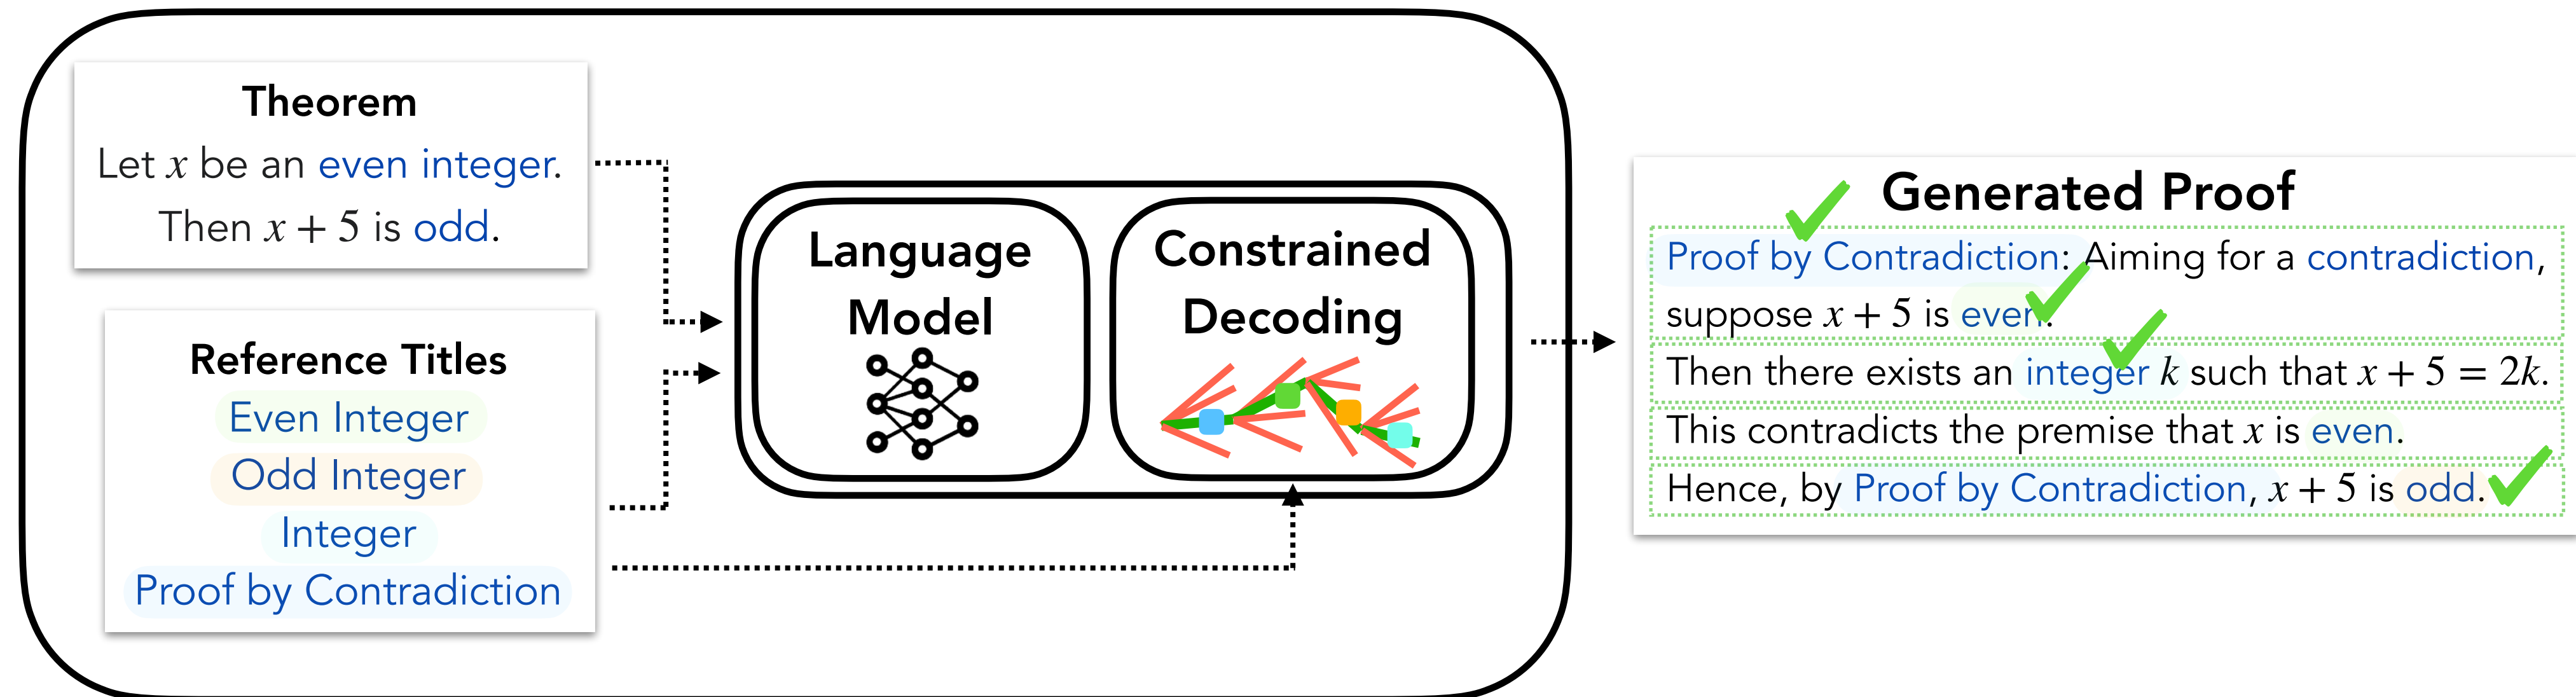 Theorem
Let x be an even integer.
Then x + 5 is odd.
Reference Titles
Even Integer
Odd Integer
Integer
Proof by Contradiction
Language
Model
Constrained
Decoding
Generated Proof
Proof by Contradiction: Aiming for a contradiction,
suppose x + 5 is even.
Then there exists an integer k such that x + 5 = 2k.
This contradicts the premise that x is even.
Hence, by Proof by Contradiction, x + 5 is odd.